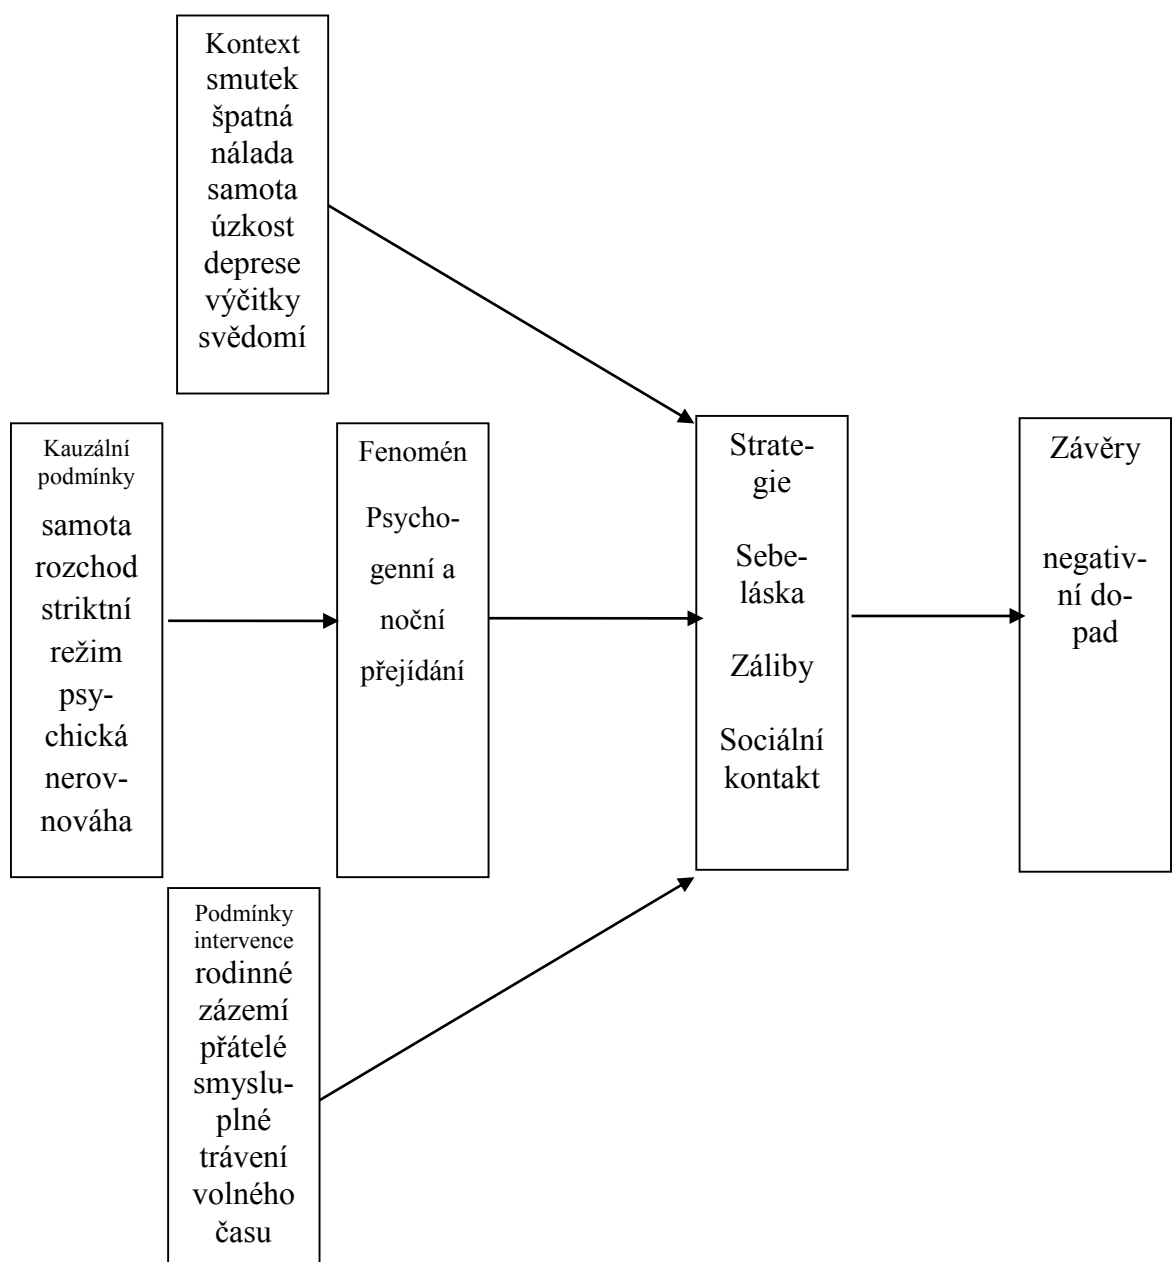 Kontext
smutek
špatná
nálada
samota
úzkost
deprese
výčitky
svědomí
Kauzální
podmínky
samota
rozchod
striktní
režim
psy-
chická
nerov-
nováha
Fenomén
Psycho-
genní a
noční
přejídání
Strate-
gie
Sebe-
láska
Záliby
Sociální
kontakt
Závěry
negativ-
ní do-
pad
Podmínky
intervence
rodinné
zázemí
přátelé
smyslu-
plné
trávení
volného
času